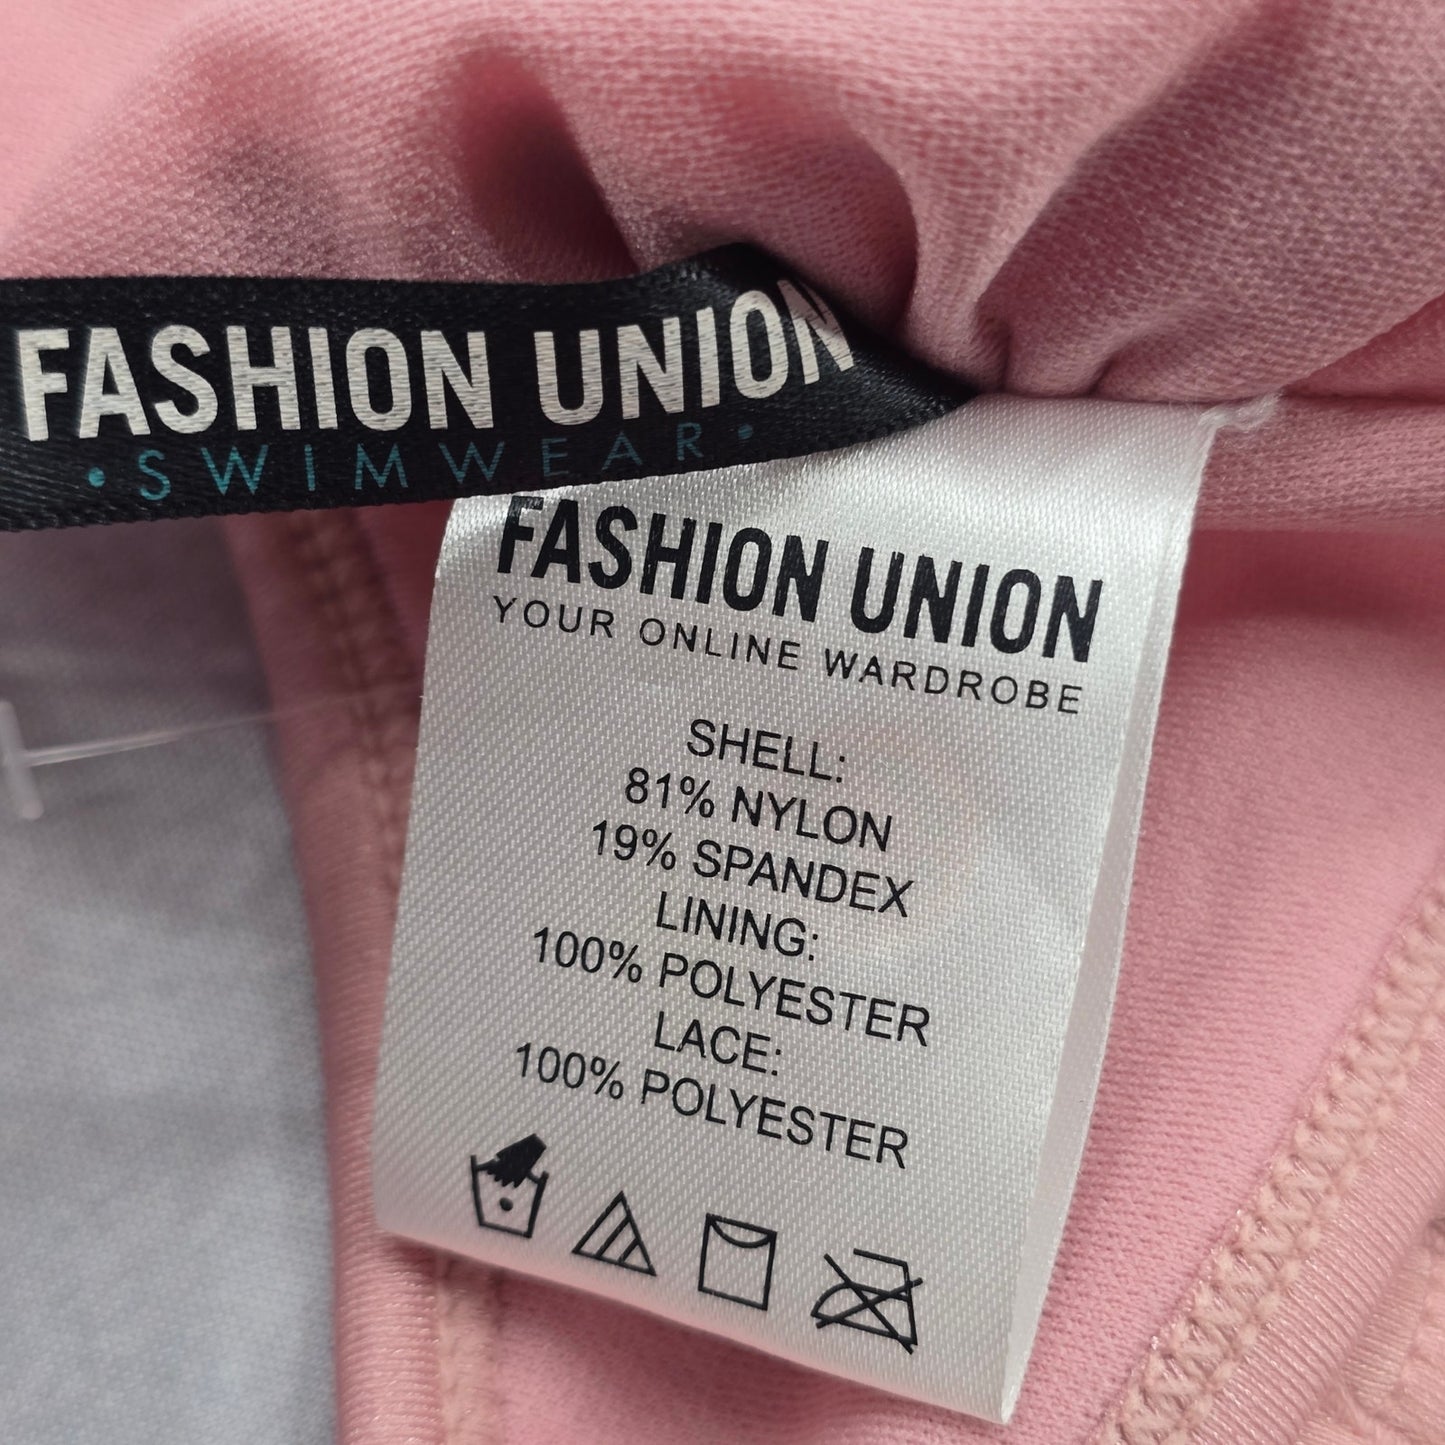 FASHION UNION
• SWIMWEAR •
FASHION UNION
YOUR ONLINE WARDROBE
SHELL:
81% NYLON
19% SPANDEX
LINING:
100% POLYESTER
LACE:
100% POLYESTER